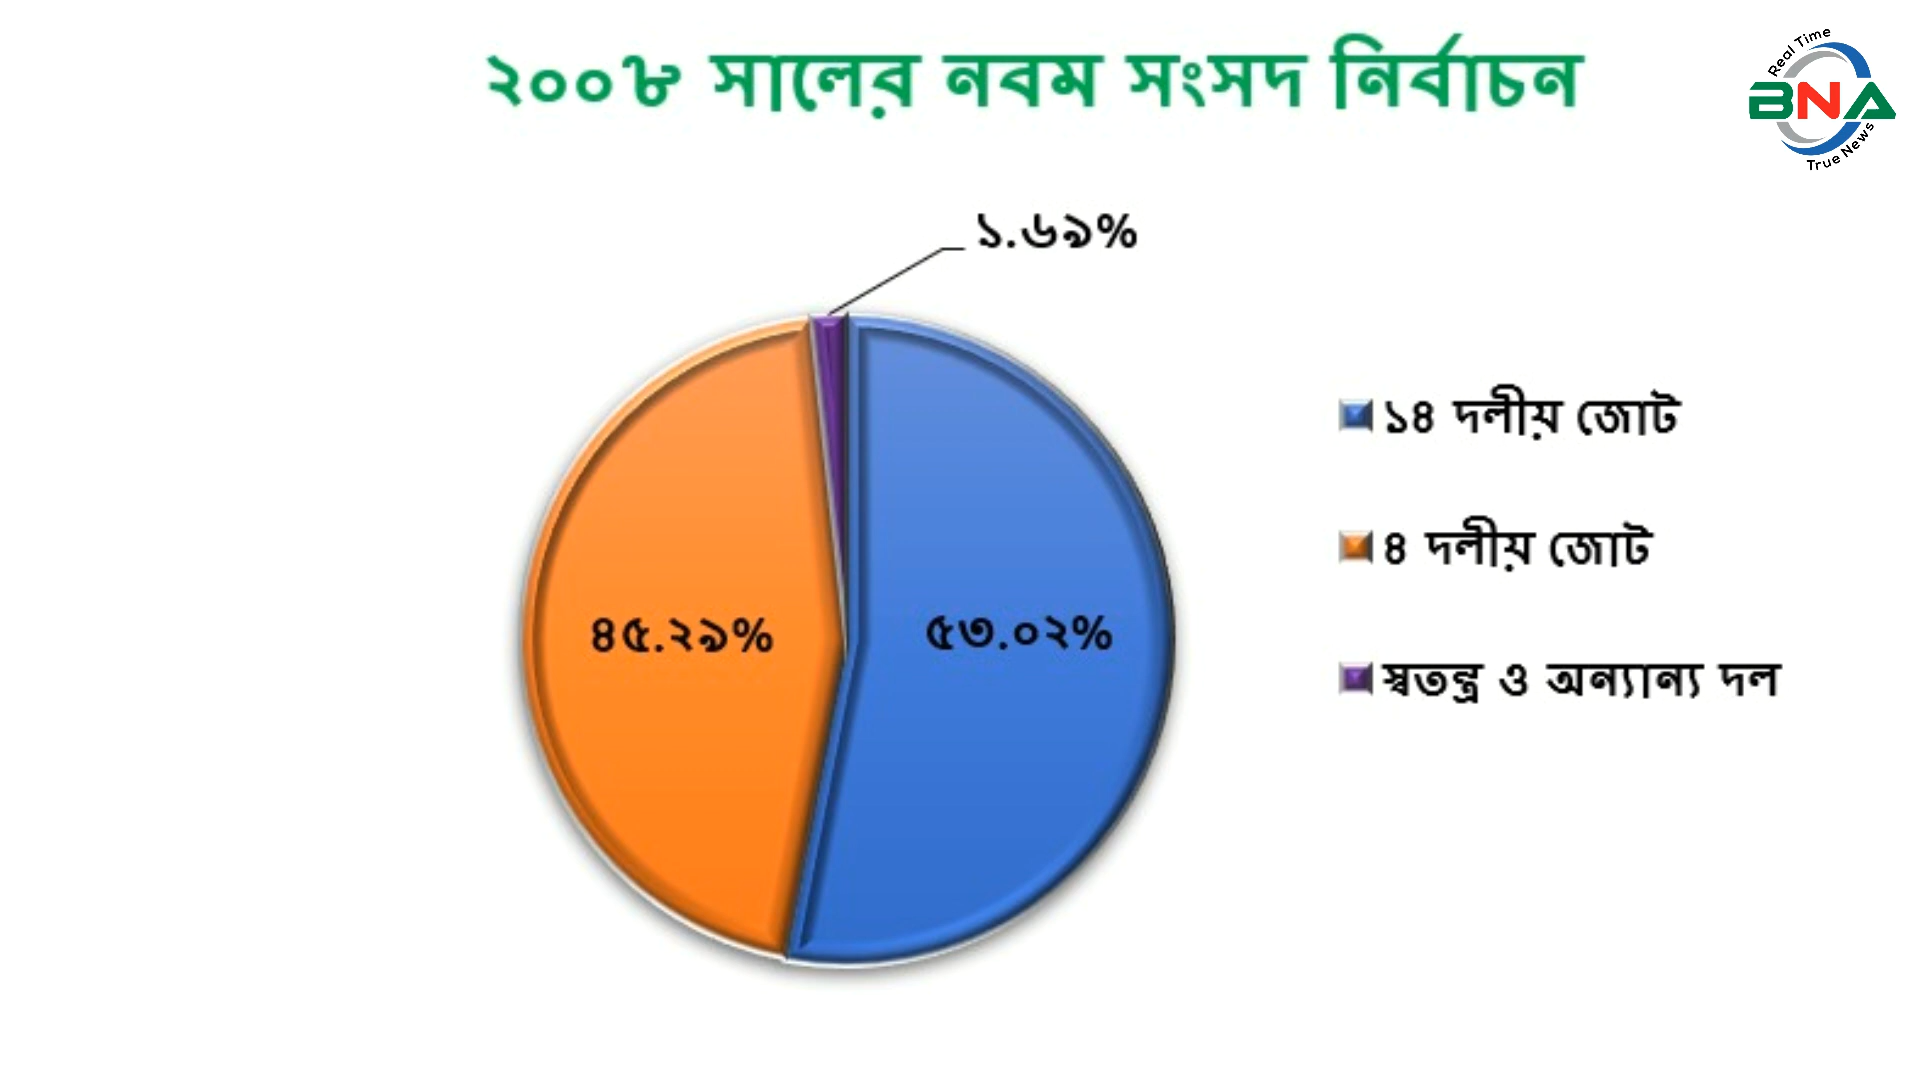 ২০০৮ সালের নবম সংসদ নির্বাচন
Real Time
BNA
True News
১.৬৯%
৪৫.২৯%
৫৩.০২%
১৪ দলীয় জোট
৪ দলীয় জোট
স্বতন্ত্র ও অন্যান্য দল